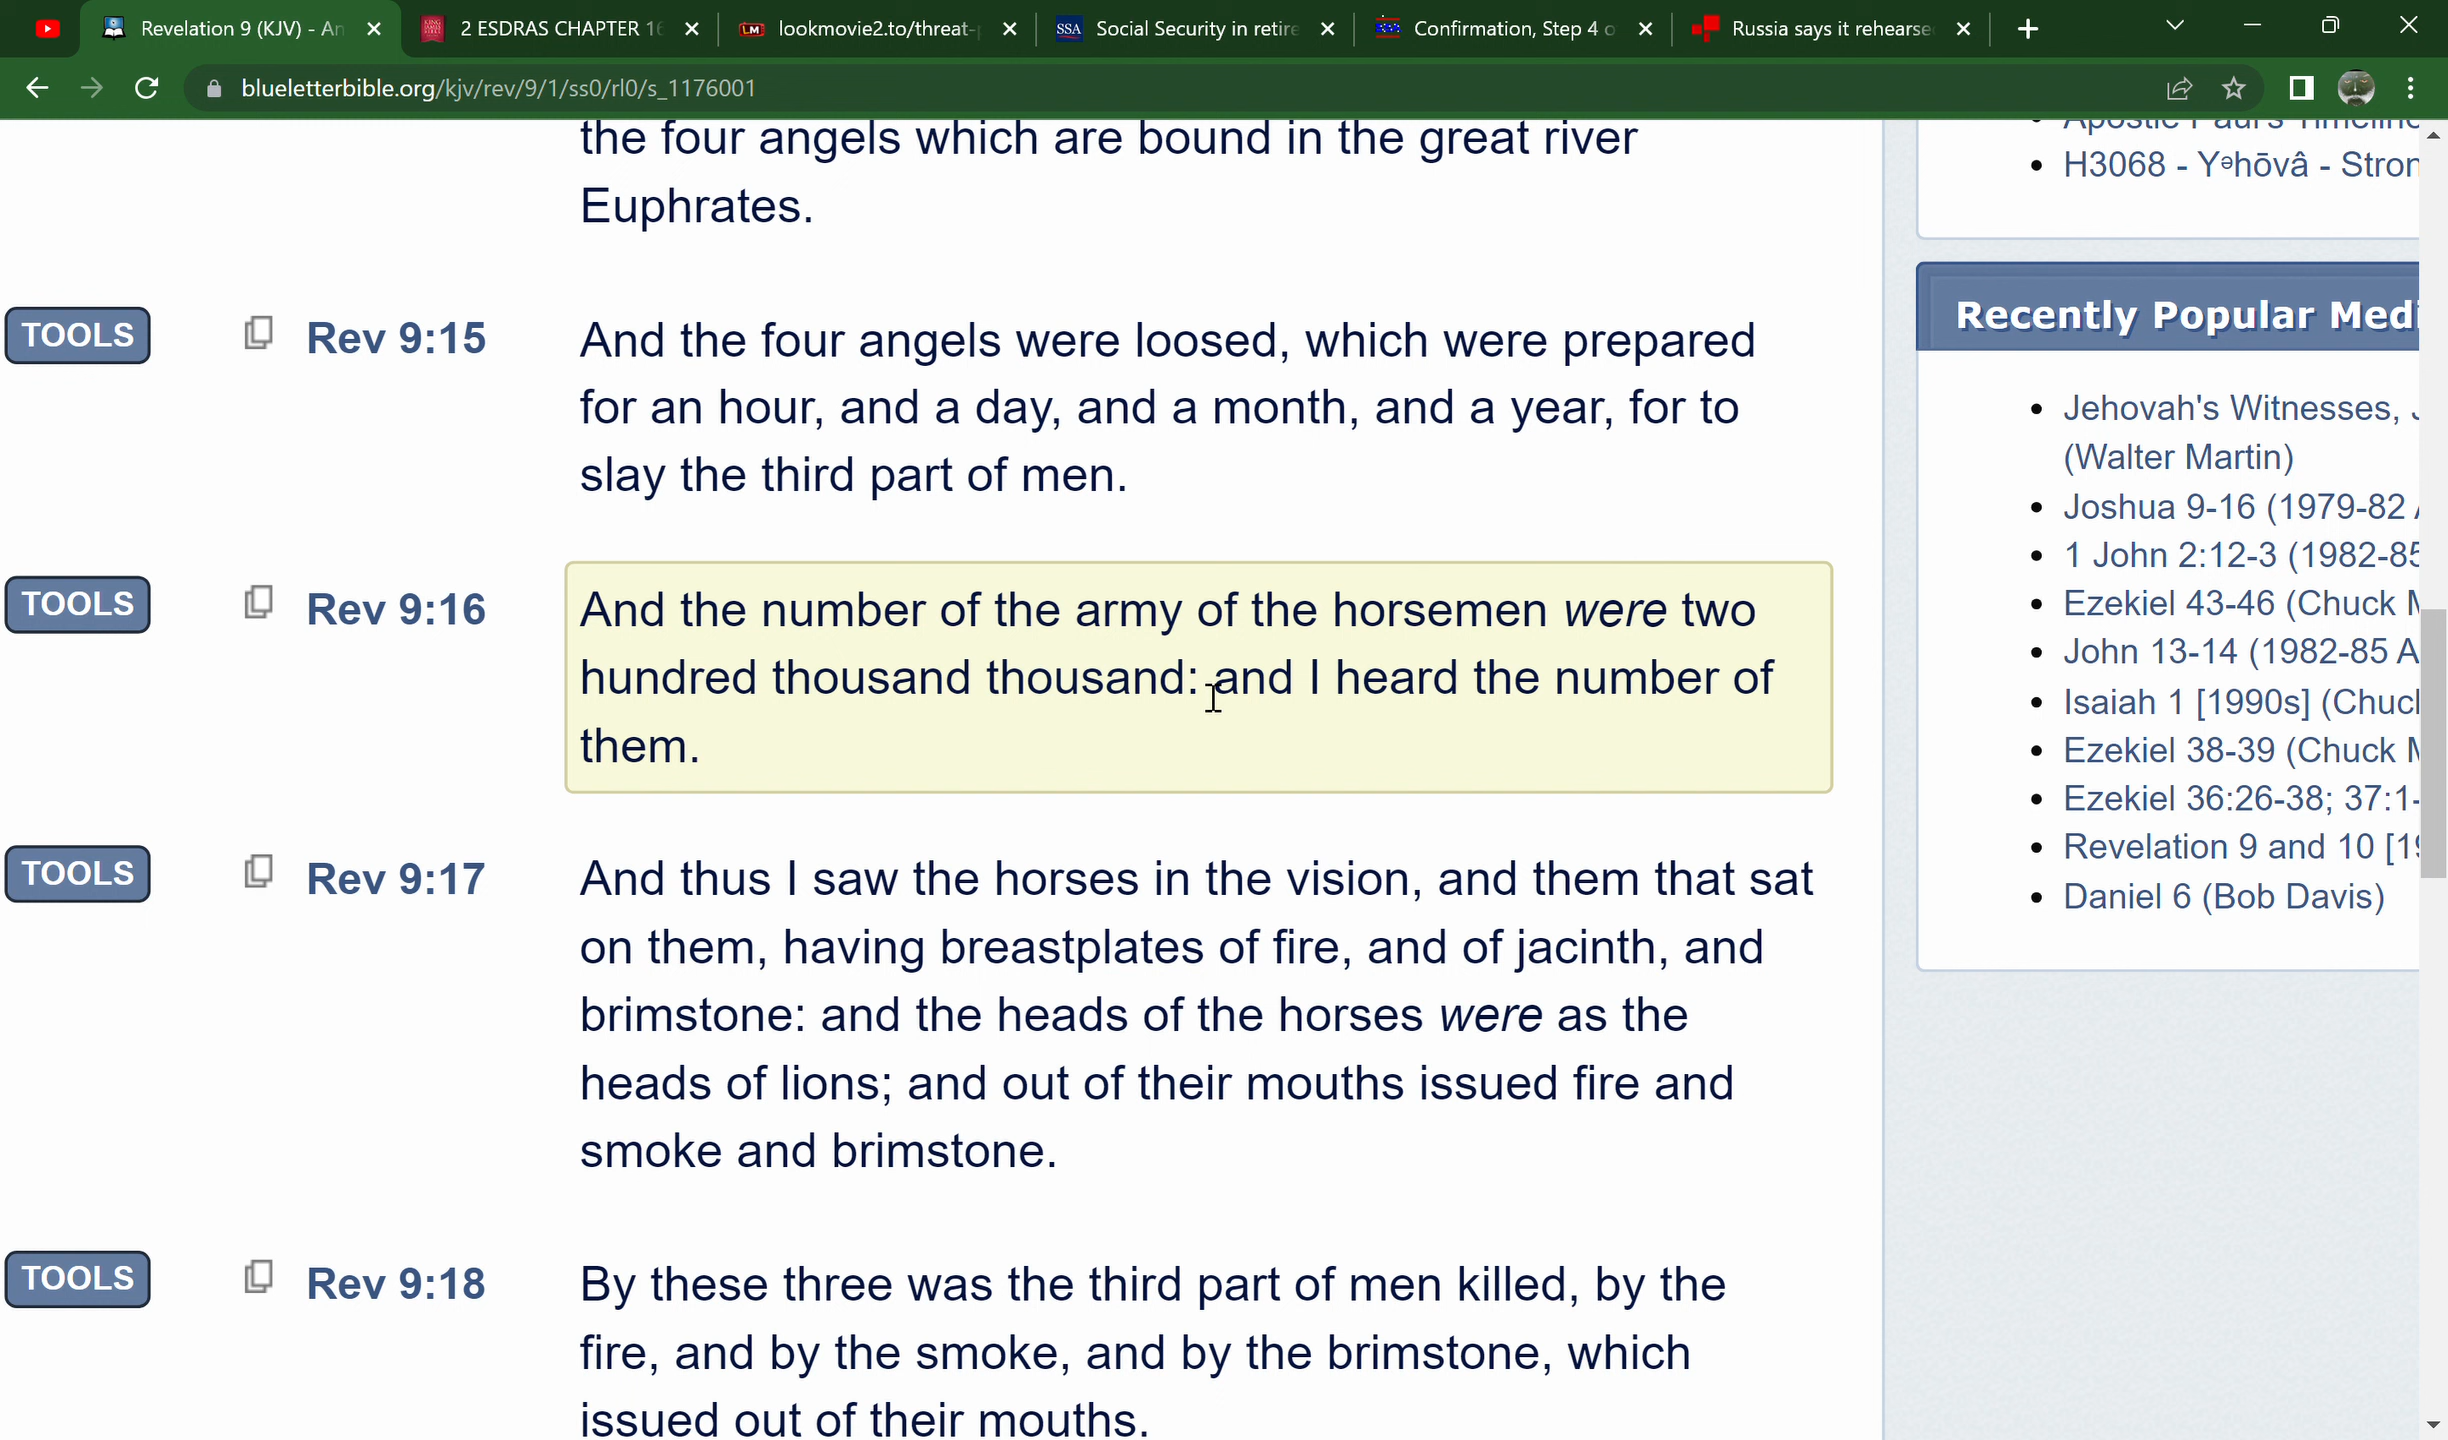 Revelation 9 (KJV) - An
2 ESDRAS CHAPTER 16
LM lookmovie2.to/threat-
SSA Social Security in retire
Confirmation, Step 4 o
Russia says it rehearse
blueletterbible.org/kjv/rev/9/1/ss0/rl0/s_1176001
the four angels which are bound in the great river
Euphrates.
TOOLS Rev 9:15 And the four angels were loosed, which were prepared
for an hour, and a day, and a month, and a year, for to
slay the third part of men.
TOOLS Rev 9:16 And the number of the army of the horsemen were two
hundred thousand thousand: and I heard the number of
them.
TOOLS Rev 9:17 And thus I saw the horses in the vision, and them that sat
on them, having breastplates of fire, and of jacinth, and
brimstone: and the heads of the horses were as the
heads of lions; and out of their mouths issued fire and
smoke and brimstone.
TOOLS Rev 9:18 By these three was the third part of men killed, by the
fire, and by the smoke, and by the brimstone, which
issued out of their mouths.
Apostle Paul's Timeline
H3068 - Yᵊhōvâ - Stron
Recently Popular Medi
Jehovah's Witnesses, J
(Walter Martin)
Joshua 9-16 (1979-82 A
1 John 2:12-3 (1982-85
Ezekiel 43-46 (Chuck M
John 13-14 (1982-85 A
Isaiah 1 [1990s] (Chuck
Ezekiel 38-39 (Chuck M
Ezekiel 36:26-38; 37:1-
Revelation 9 and 10 [19
Daniel 6 (Bob Davis)